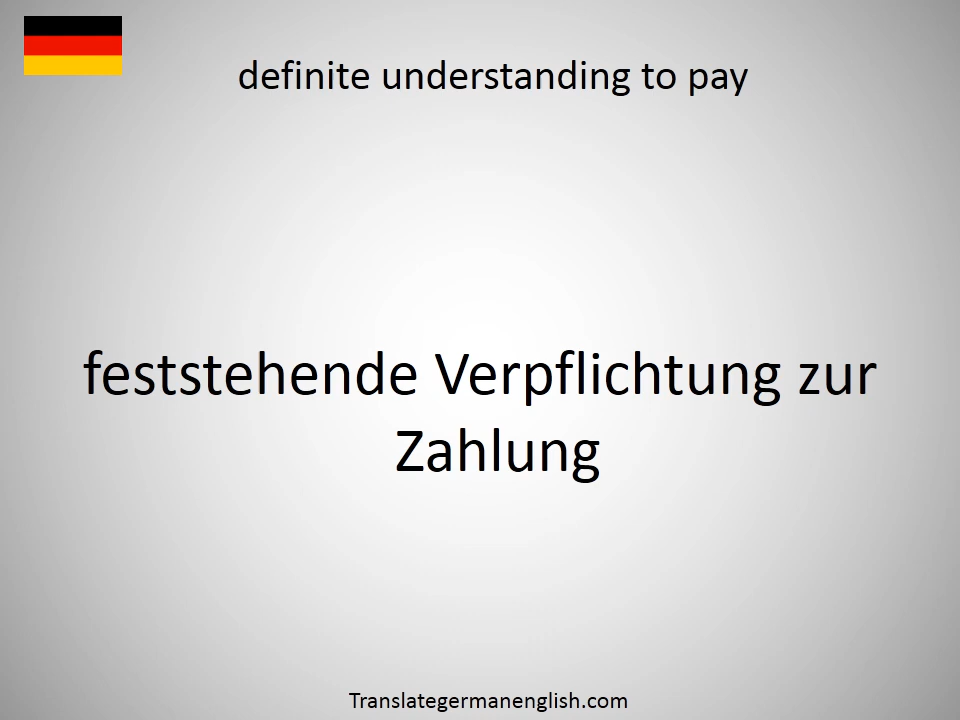 definite understanding to pay
feststehende Verpflichtung zur
Zahlung
Translategermanenglish.com